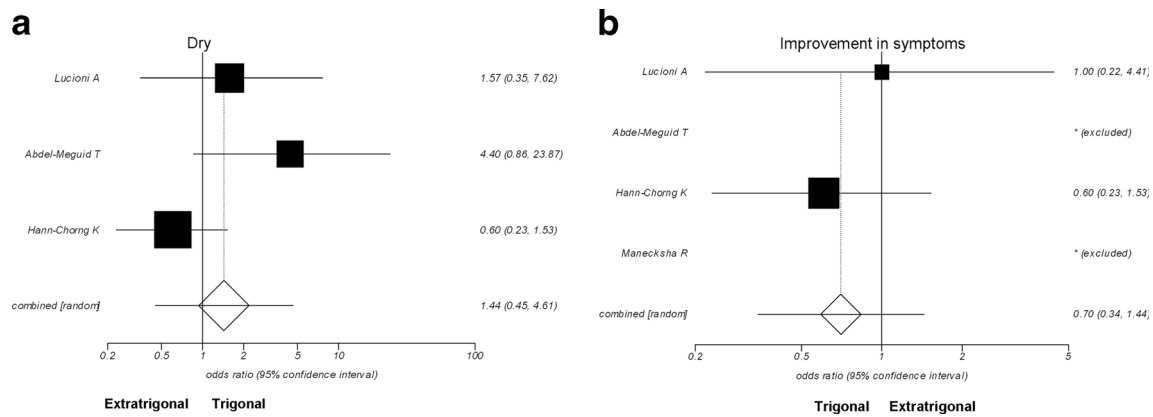 a
Dry
Lucioni A
1.57 (0.35, 7.62)
Abdel-Meguid T
4.40 (0.86, 23.87)
Hann-Chorng K
0.60 (0.23, 1.53)
combined [random]
1.44 (0.45, 4.61)
0.2 0.5 1 2 5 10 100
odds ratio (95% confidence interval)
Extratrigonal Trigonal
b
Improvement in symptoms
Lucioni A
1.00 (0.22, 4.41)
Abdel-Meguid T
* (excluded)
Hann-Chorng K
0.60 (0.23, 1.53)
Manecksha R
* (excluded)
combined [random]
0.70 (0.34, 1.44)
0.2 0.5 1 2 5
odds ratio (95% confidence interval)
Trigonal Extratrigonal